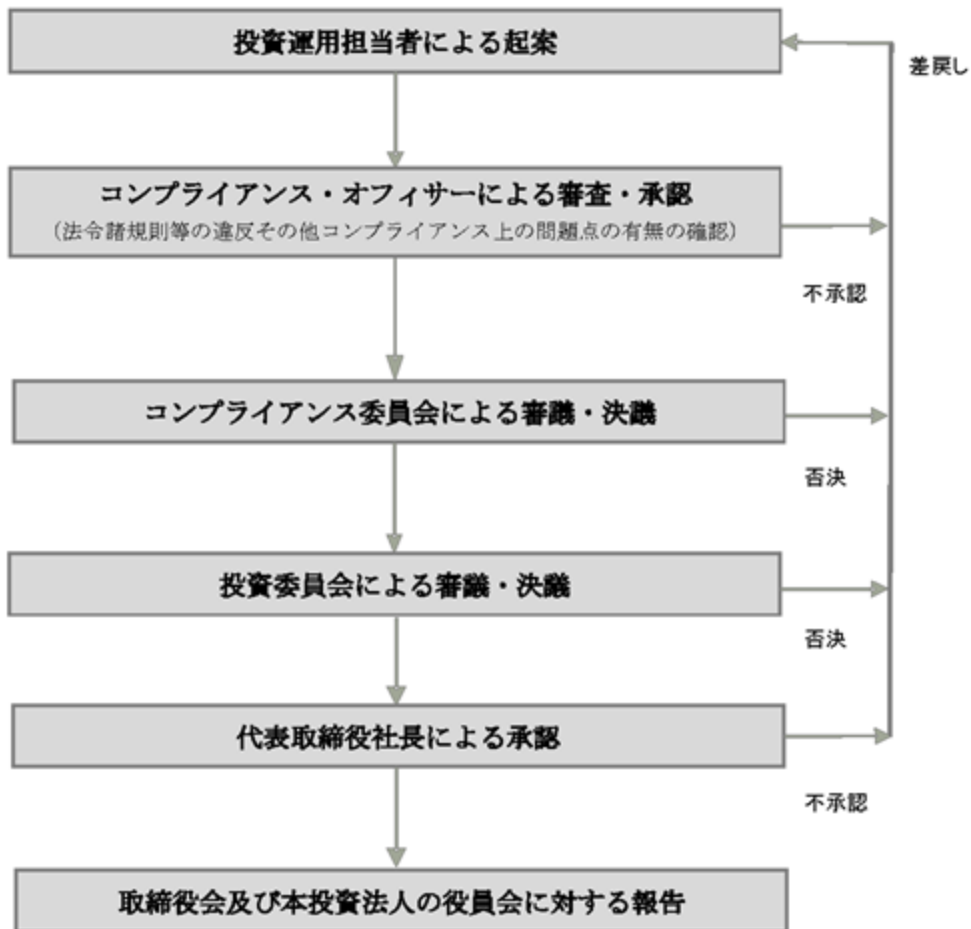 投資運用担当者による起案
差戻し
コンプライアンス・オフィサーによる審査・承認
（法令諸規則等の違反その他コンプライアンス上の問題点の有無の確認）
不承認
コンプライアンス委員会による審議・決議
否決
投資委員会による審議・決議
否決
代表取締役社長による承認
不承認
取締役会及び本投資法人の役員会に対する報告